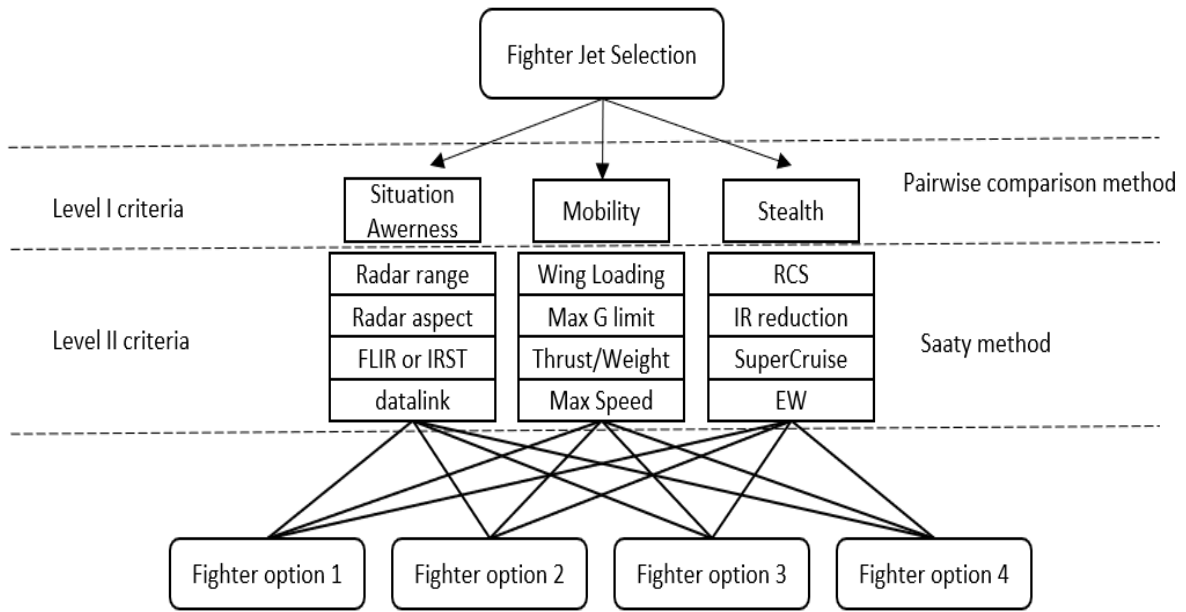 Fighter Jet Selection
Level I criteria
Situation
Awerness
Mobility
Stealth
Pairwise comparison method
Level II criteria
Radar range
Radar aspect
FLIR or IRST
datalink
Wing Loading
Max G limit
Thrust/Weight
Max Speed
RCS
IR reduction
SuperCruise
EW
Saaty method
Fighter option 1
Fighter option 2
Fighter option 3
Fighter option 4